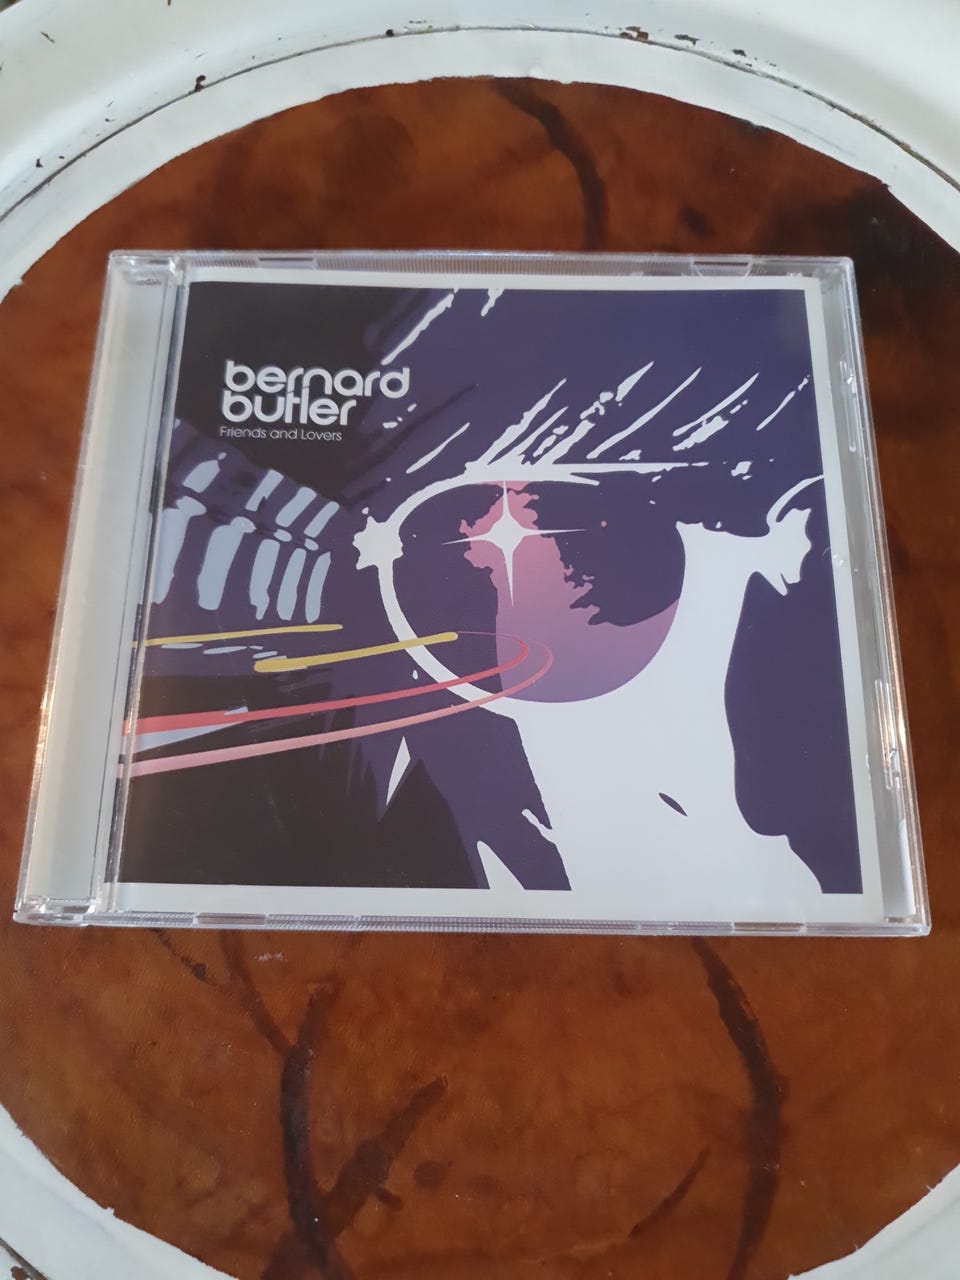 bernard
butler
Friends and Lovers